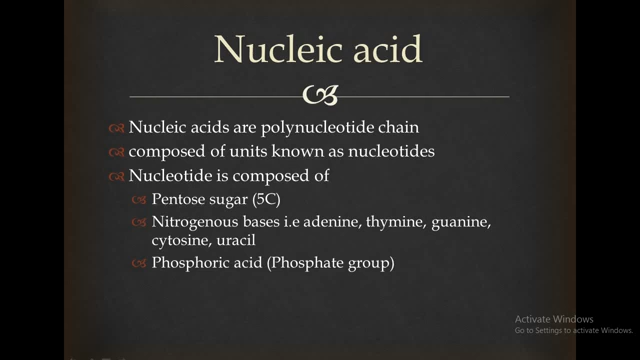 Nucleic acid
Nucleic acids are polynucleotide chain
composed of units known as nucleotides
Nucleotide is composed of
Pentose sugar (5C)
Nitrogenous bases i.e adenine, thymine, guanine,
cytosine, uracil
Phosphoric acid (Phosphate group)
Activate Windows
Go to Settings to activate Windows.